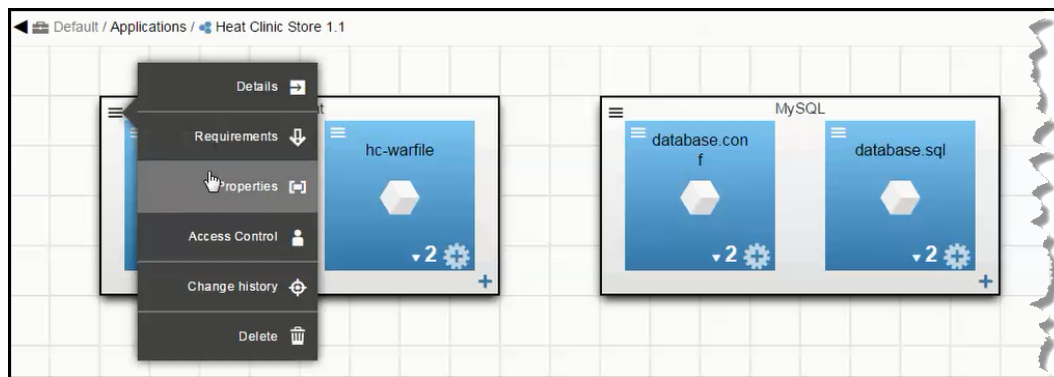 Default / Applications / Heat Clinic Store 1.1
Details
MySQL
Requirements
hc-warfile
database.con
f
database.sql
Properties
Access Control
2
2
2
Change history
Delete